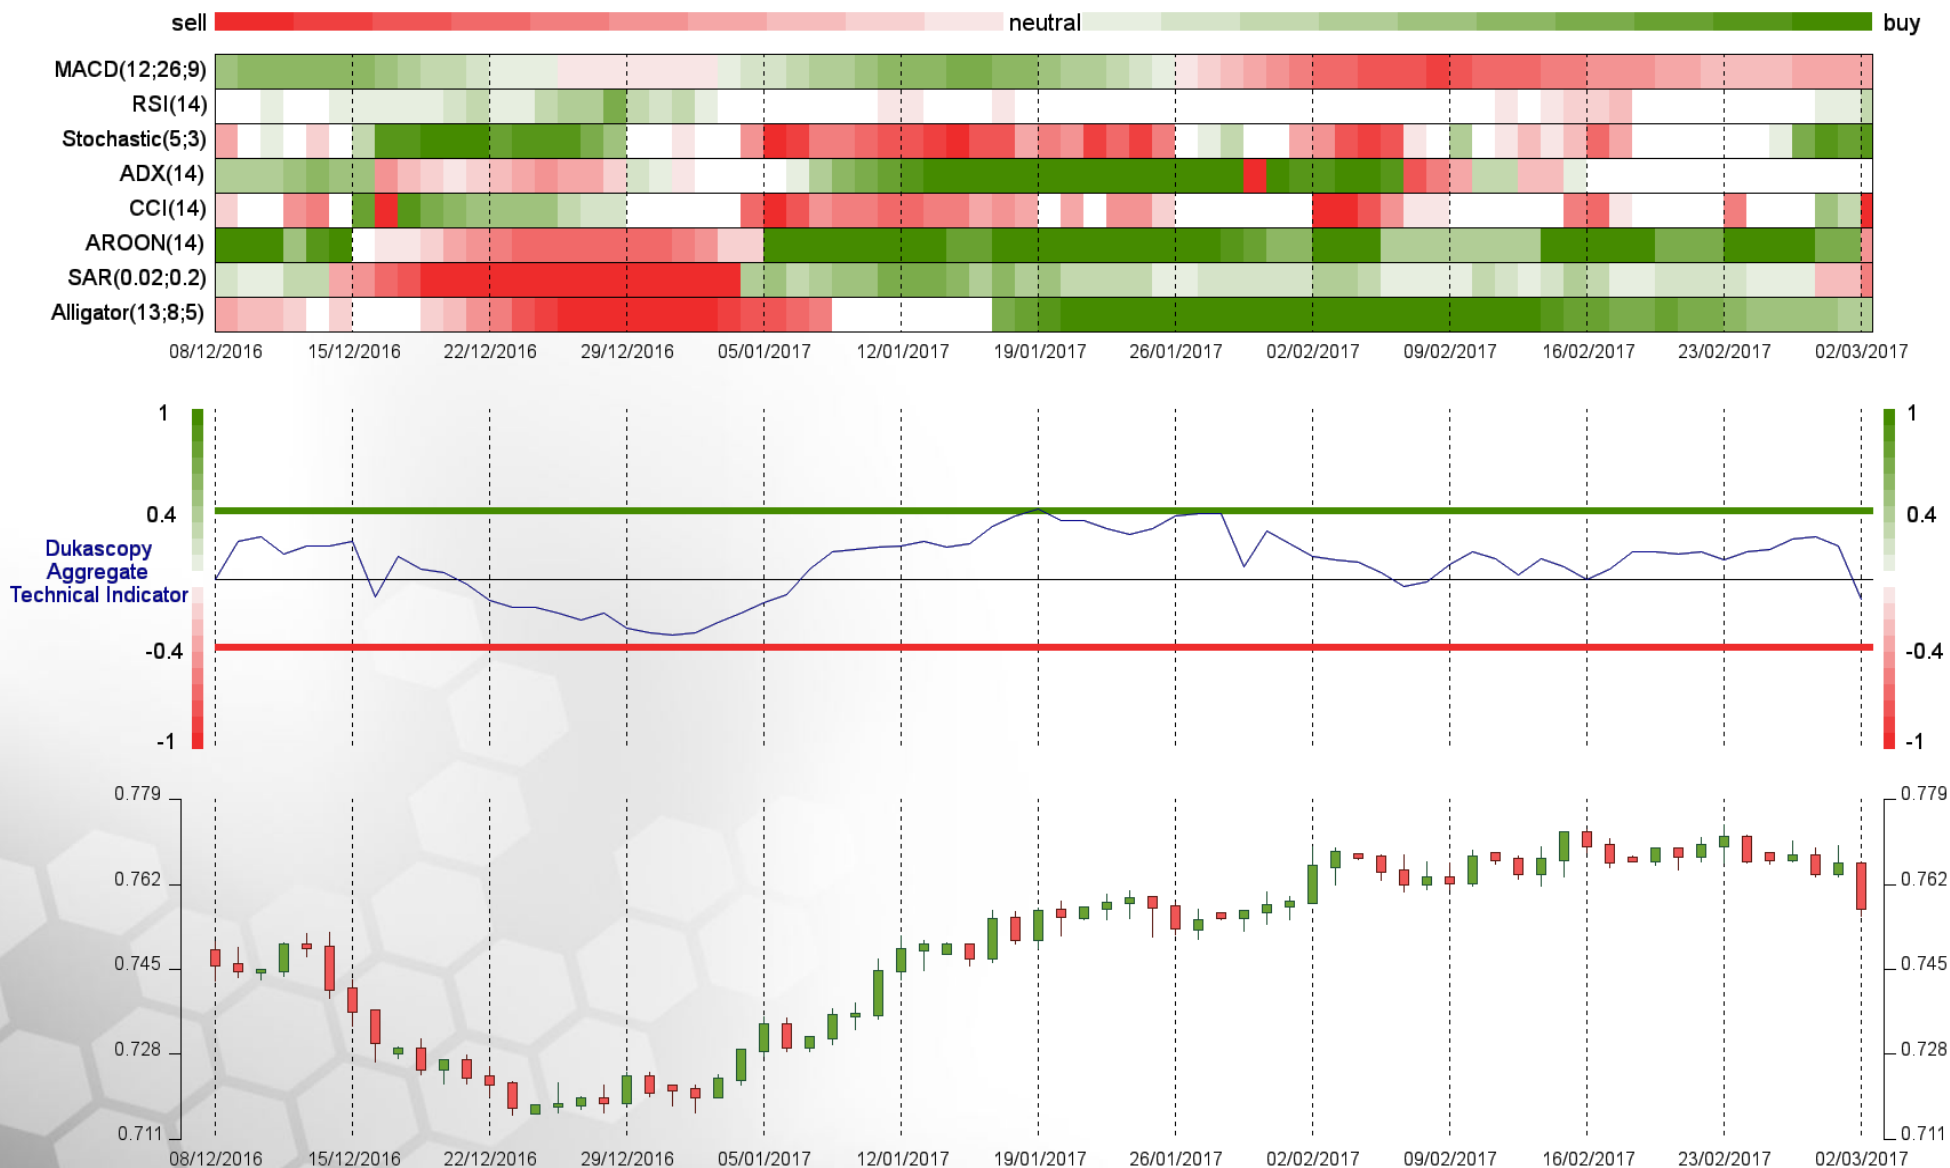 sell neutral buy
MACD(12;26;9)
RSI(14)
Stochastic(5;3)
ADX(14)
CCI(14)
AROON(14)
SAR(0.02;0.2)
Alligator(13;8;5)
08/12/2016 15/12/2016 22/12/2016 29/12/2016 05/01/2017 12/01/2017 19/01/2017 26/01/2017 02/02/2017 09/02/2017 16/02/2017 23/02/2017 02/03/2017
1 1
0.4 0.4
Dukascopy
Aggregate
Technical Indicator
-0.4 -0.4
-1 -1
0.779 0.779
0.762 0.762
0.745 0.745
0.728 0.728
0.711 0.711
08/12/2016 15/12/2016 22/12/2016 29/12/2016 05/01/2017 12/01/2017 19/01/2017 26/01/2017 02/02/2017 09/02/2017 16/02/2017 23/02/2017 02/03/2017